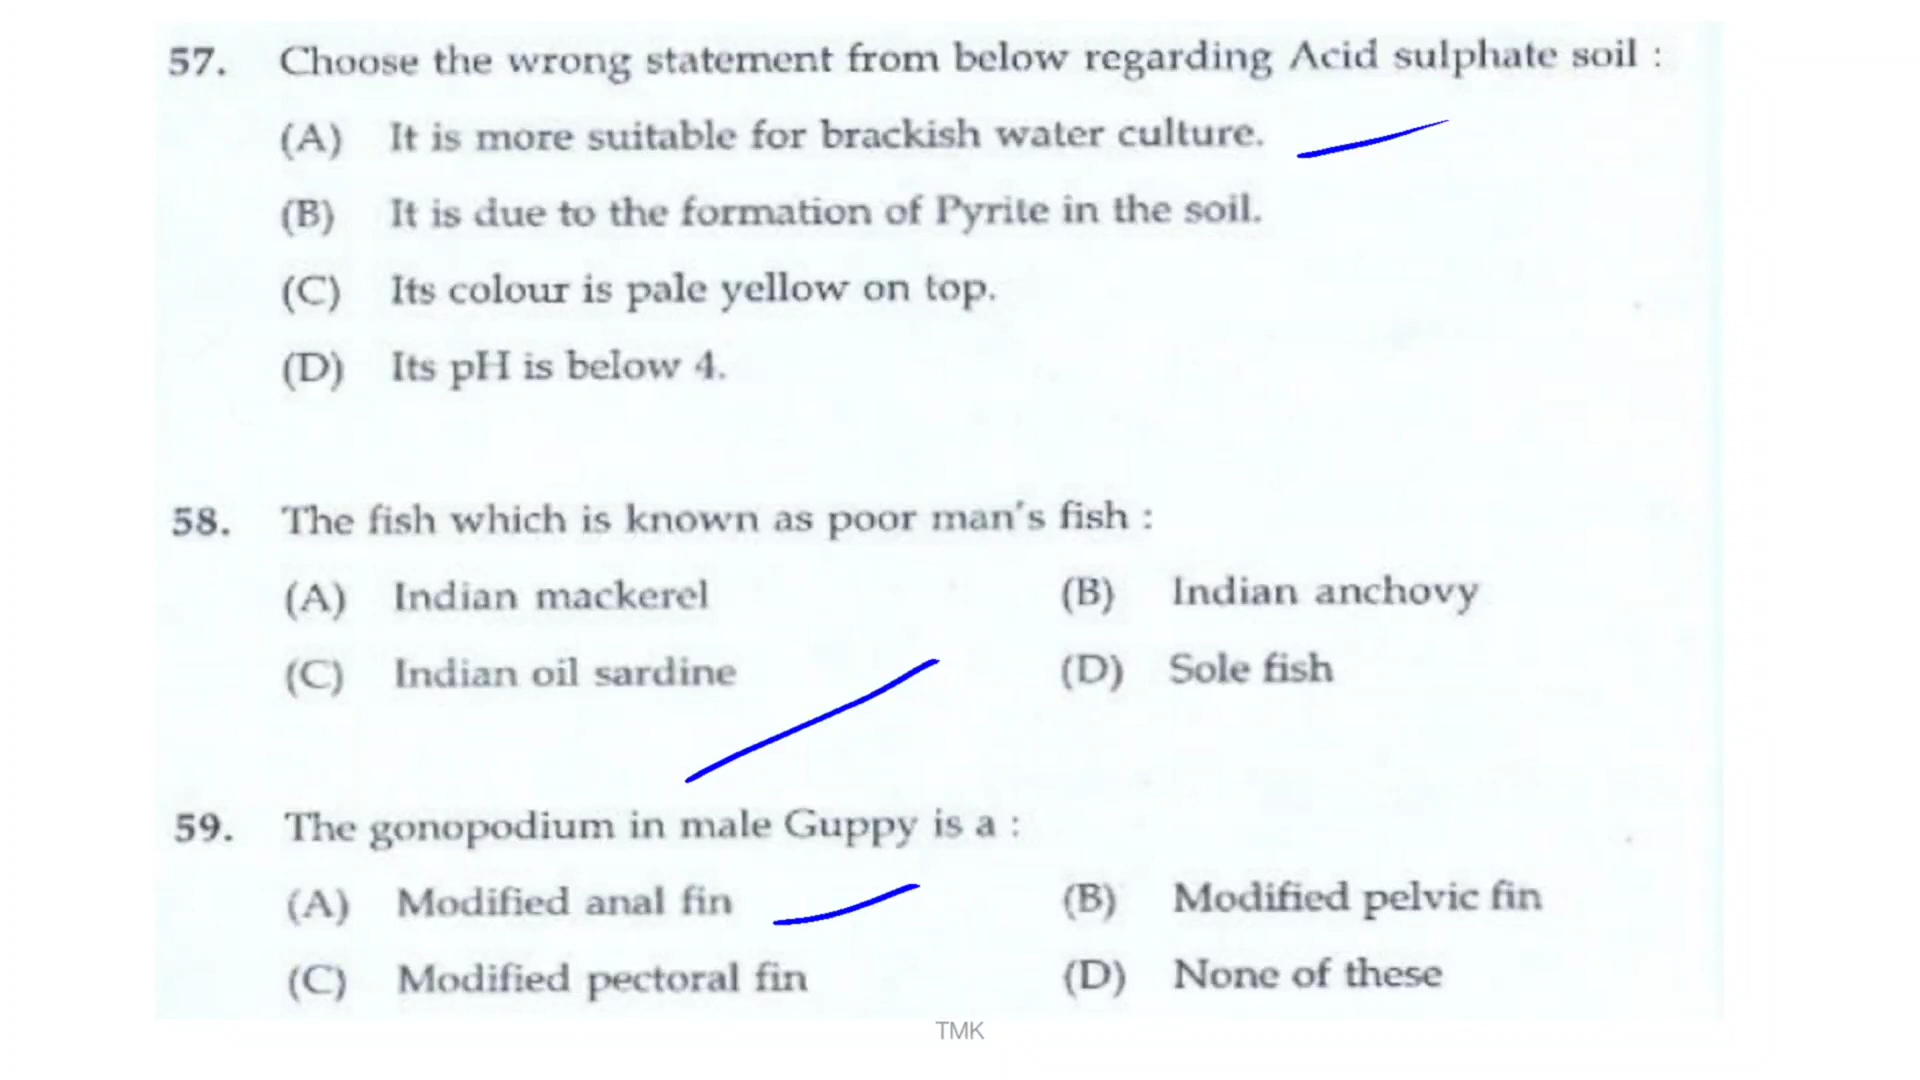 57. Choose the wrong statement from below regarding Acid sulphate soil :
(A) It is more suitable for brackish water culture.
(B) It is due to the formation of Pyrite in the soil.
(C) Its colour is pale yellow on top.
(D) Its pH is below 4.
58. The fish which is known as poor man's fish :
(A) Indian mackerel (B) Indian anchovy
(C) Indian oil sardine (D) Sole fish
59. The gonopodium in male Guppy is a :
(A) Modified anal fin (B) Modified pelvic fin
(C) Modified pectoral fin (D) None of these
TMK